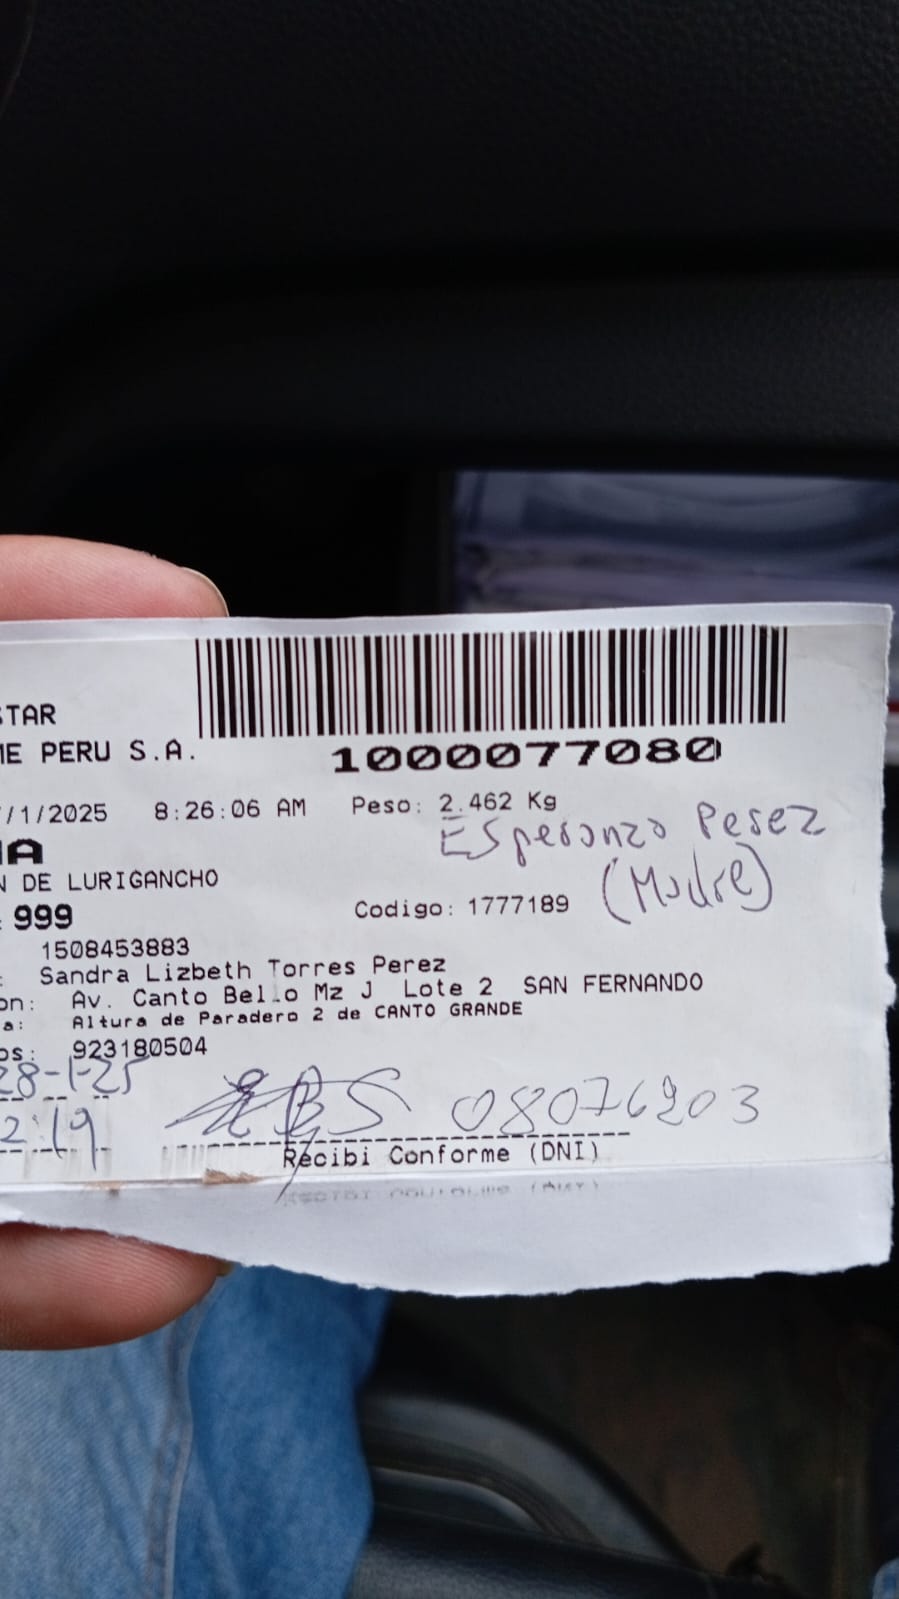 STAR
ME PERU S.A.
1000077080
/1/2025 8:26:06 AM Peso: 2.462 Kg
Esperanza Perez
(Madre)
N DE LURIGANCHO
: 999
Codigo: 1777189
1508453883
: Sandra Lizbeth Torres Perez
on: Av. Canto Bello Mz J Lote 2 SAN FERNANDO
a: Altura de Paradero 2 de CANTO GRANDE
os: 923180504
28-1-25
2:19
08076203
Recibi Conforme (DNI)